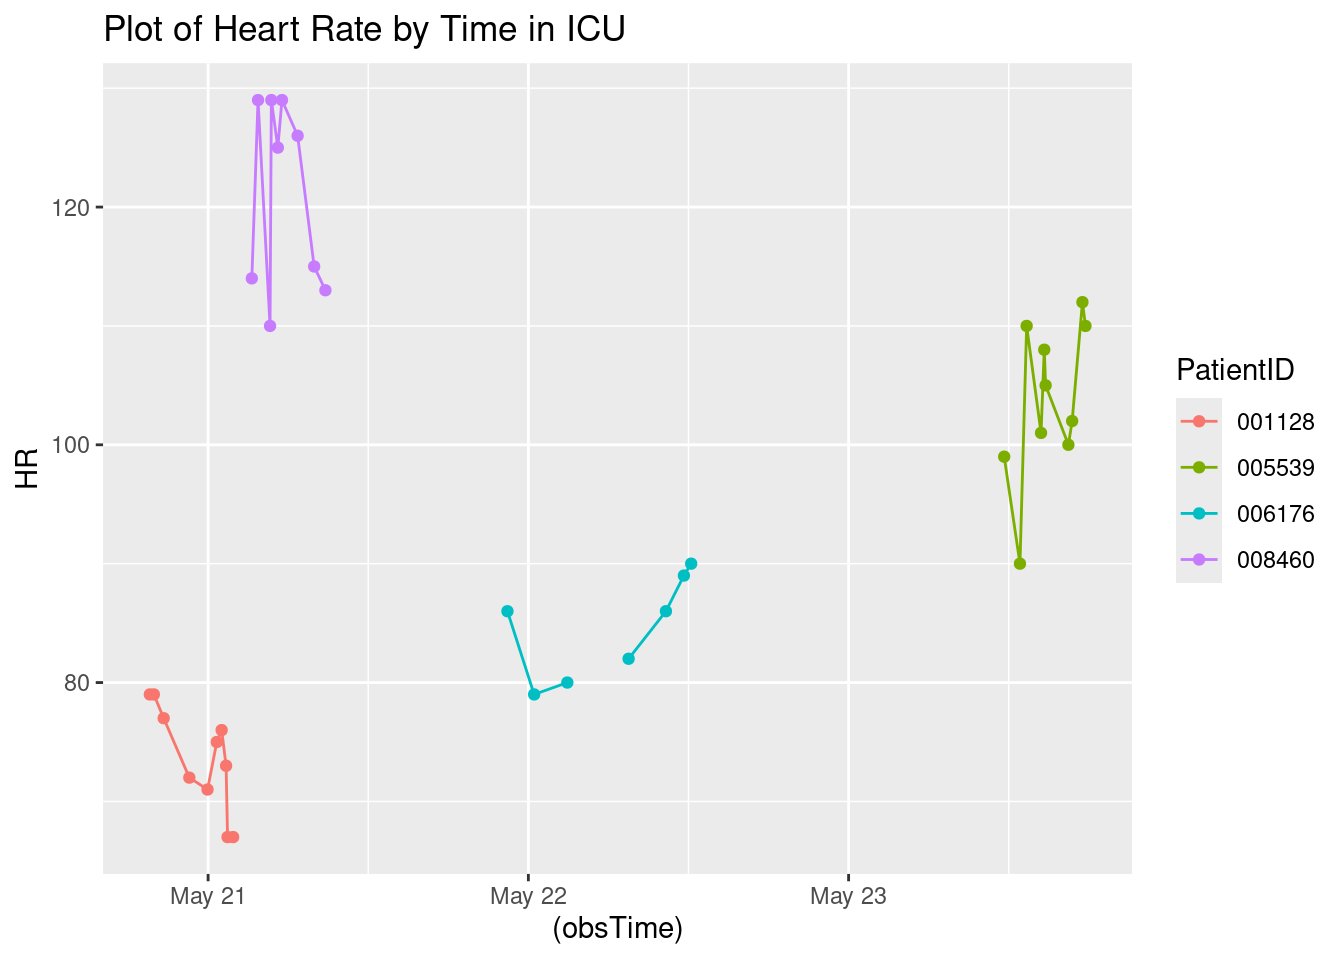 Plot of Heart Rate by Time in ICU
120
100
80
HR
May 21
May 22
May 23
(obsTime)
PatientID
001128
005539
006176
008460